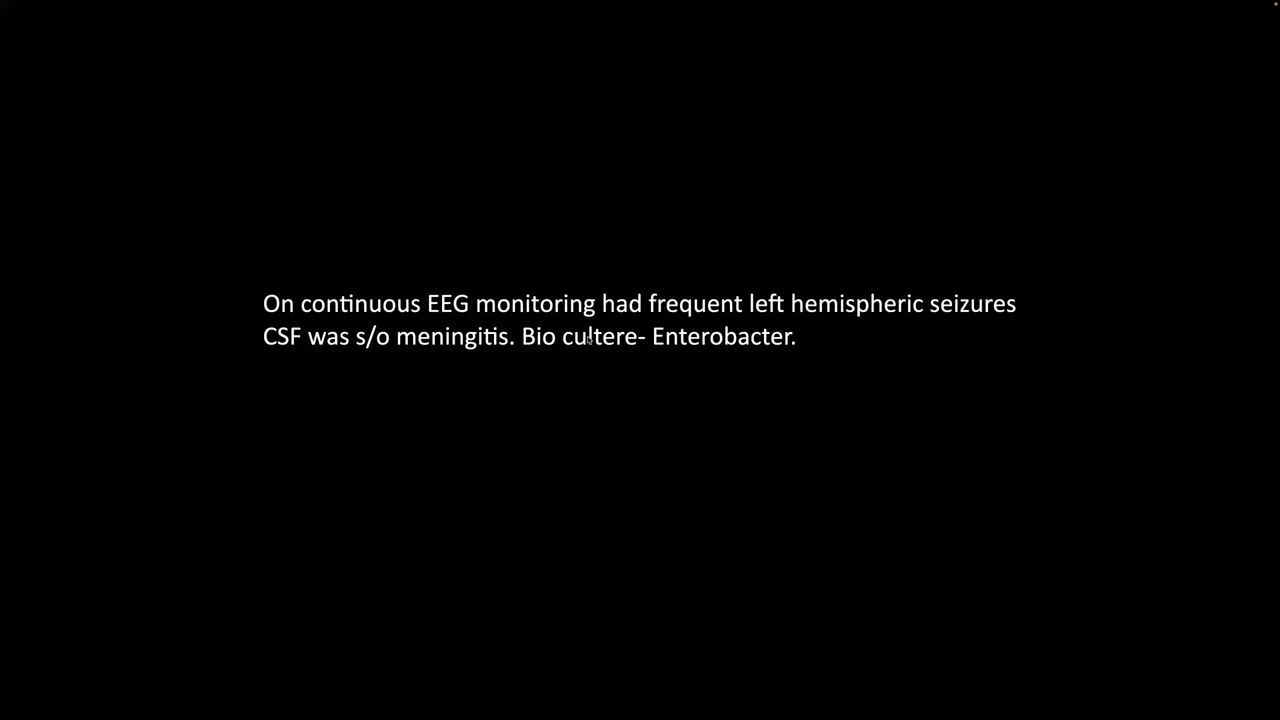 On continuous EEG monitoring had frequent left hemispheric seizures
CSF was s/o meningitis. Bio cultere- Enterobacter.